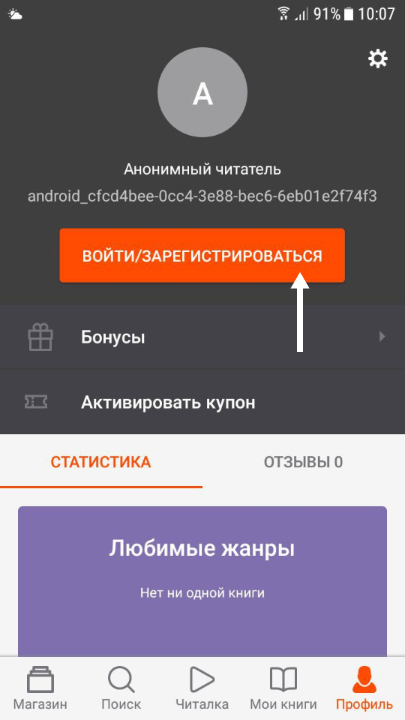 91% 10:07
А
Анонимный читатель
android_cfcd4bee-0cc4-3e88-bec6-6eb01e2f74f3
ВОЙТИ/ЗАРЕГИСТРИРОВАТЬСЯ
Бонусы
Активировать купон
СТАТИСТИКА ОТЗЫВЫ 0
Любимые жанры
Нет ни одной книги
Магазин Поиск Читалка Мои книги Профиль